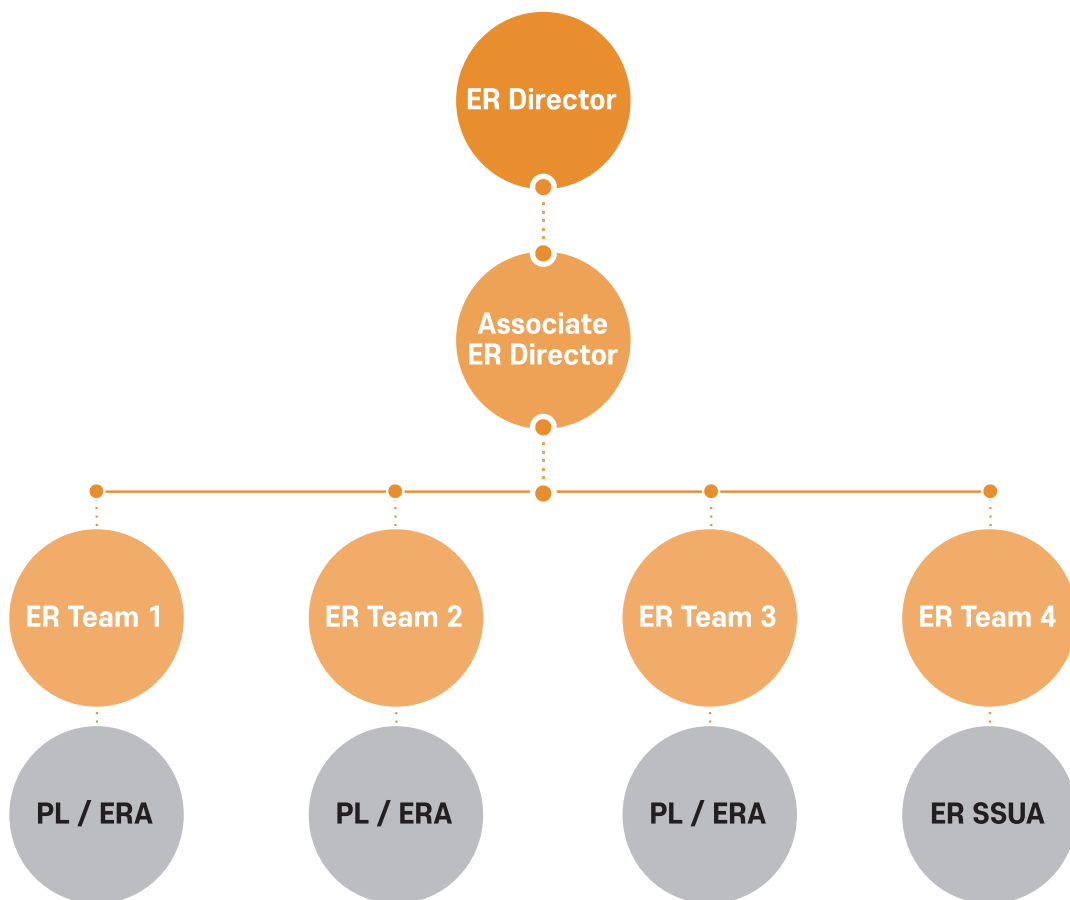 ER Director
Associate
ER Director
ER Team 1
ER Team 2
ER Team 3
ER Team 4
PL / ERA
PL / ERA
PL / ERA
ER SSUA